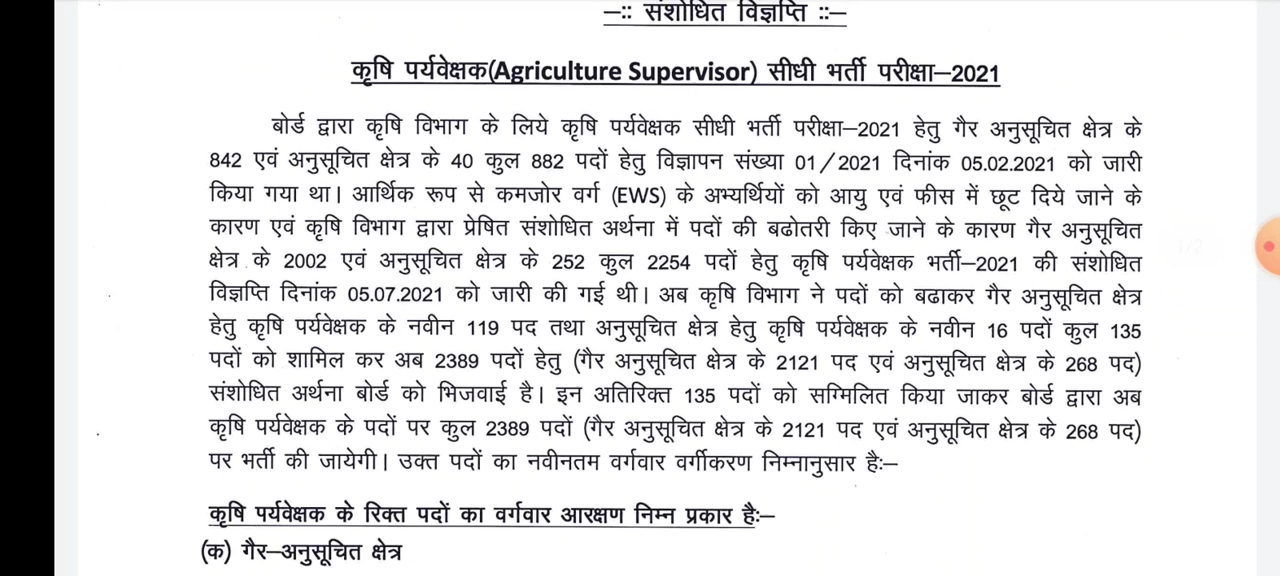 –:: संशोधित विज्ञप्ति ::–
कृषि पर्यवेक्षक(Agriculture Supervisor) सीधी भर्ती परीक्षा–2021
बोर्ड द्वारा कृषि विभाग के लिये कृषि पर्यवेक्षक सीधी भर्ती परीक्षा–2021 हेतु गैर अनुसूचित क्षेत्र के
842 एवं अनुसूचित क्षेत्र के 40 कुल 882 पदों हेतु विज्ञापन संख्या 01/2021 दिनांक 05.02.2021 को जारी
किया गया था। आर्थिक रूप से कमजोर वर्ग (EWS) के अभ्यर्थियों को आयु एवं फीस में छूट दिये जाने के
कारण एवं कृषि विभाग द्वारा प्रेषित संशोधित अर्थना में पदों की बढोतरी किए जाने के कारण गैर अनुसूचित
क्षेत्र के 2002 एवं अनुसूचित क्षेत्र के 252 कुल 2254 पदों हेतु कृषि पर्यवेक्षक भर्ती–2021 की संशोधित
विज्ञप्ति दिनांक 05.07.2021 को जारी की गई थी। अब कृषि विभाग ने पदों को बढाकर गैर अनुसूचित क्षेत्र
हेतु कृषि पर्यवेक्षक के नवीन 119 पद तथा अनुसूचित क्षेत्र हेतु कृषि पर्यवेक्षक के नवीन 16 पदों कुल 135
पदों को शामिल कर अब 2389 पदों हेतु (गैर अनुसूचित क्षेत्र के 2121 पद एवं अनुसूचित क्षेत्र के 268 पद)
संशोधित अर्थना बोर्ड को भिजवाई है। इन अतिरिक्त 135 पदों को सम्मिलित किया जाकर बोर्ड द्वारा अब
कृषि पर्यवेक्षक के पदों पर कुल 2389 पदों (गैर अनुसूचित क्षेत्र के 2121 पद एवं अनुसूचित क्षेत्र के 268 पद)
पर भर्ती की जायेगी। उक्त पदों का नवीनतम वर्गवार वर्गीकरण निम्नानुसार हैः–
कृषि पर्यवेक्षक के रिक्त पदों का वर्गवार आरक्षण निम्न प्रकार हैः–
(क) गैर–अनुसूचित क्षेत्र
1/2